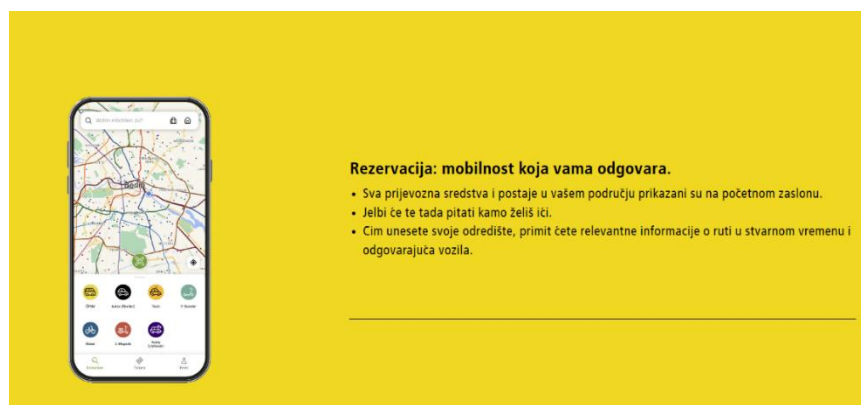 Berlin
Rezervacija: mobilnost koja vama odgovara.
• Sva prijevozna sredstva i postaje u vašem području prikazani su na početnom zaslonu.
• Jelbi će te tada pitati kamo želiš ići.
• Čim unesete svoje odredište, primit ćete relevantne informacije o ruti u stvarnom vremenu i
odgovarajuća vozila.